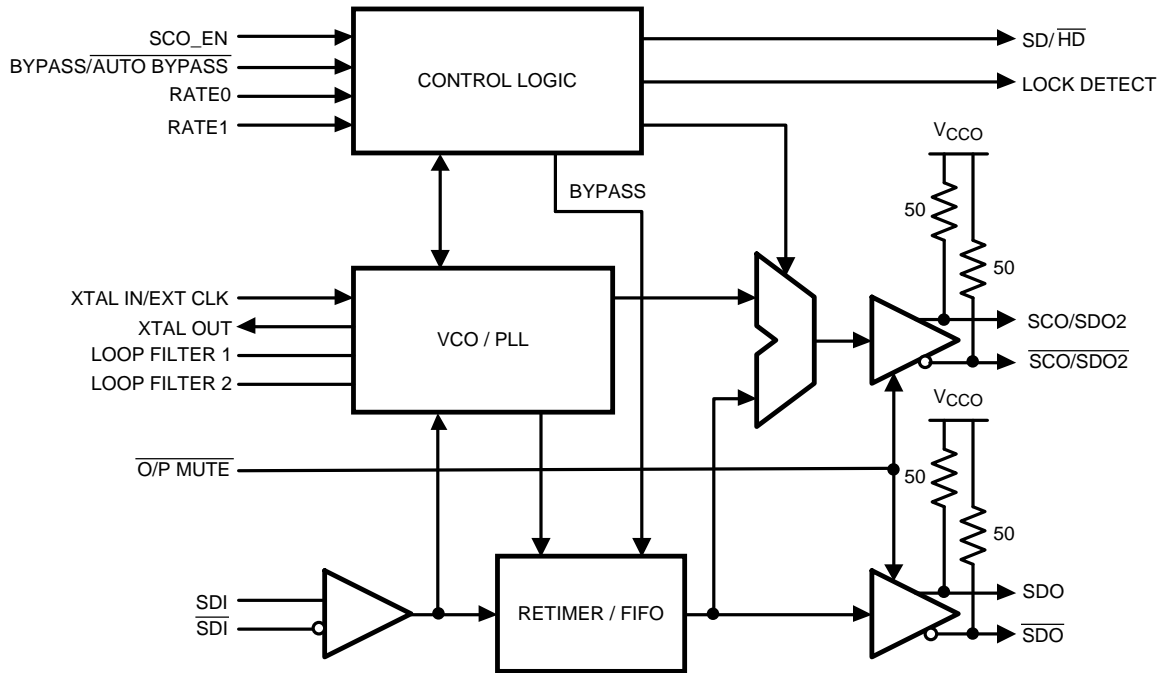 SCO_EN
BYPASS/AUTO BYPASS
RATE0
RATE1
CONTROL LOGIC
SD/HD
LOCK DETECT
BYPASS
VCCO
50
50
XTAL IN/EXT CLK
XTAL OUT
LOOP FILTER 1
LOOP FILTER 2
VCO / PLL
SCO/SDO2
SCO/SDO2
VCCO
O/P MUTE
50
50
SDI
SDI
RETIMER / FIFO
SDO
SDO